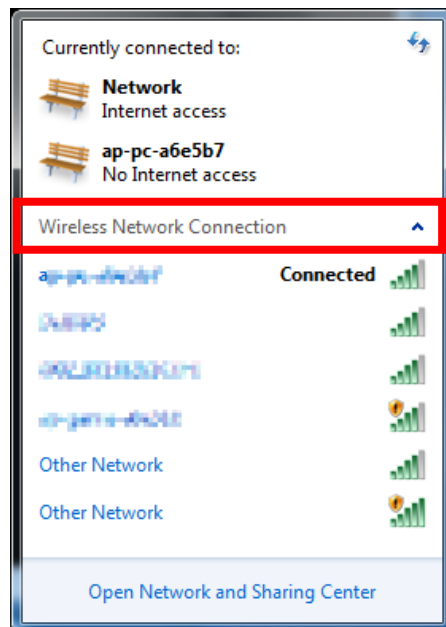 Currently connected to:
Network
Internet access
ap-pc-a6e5b7
No Internet access
Wireless Network Connection
Connected
Other Network
Other Network
Open Network and Sharing Center